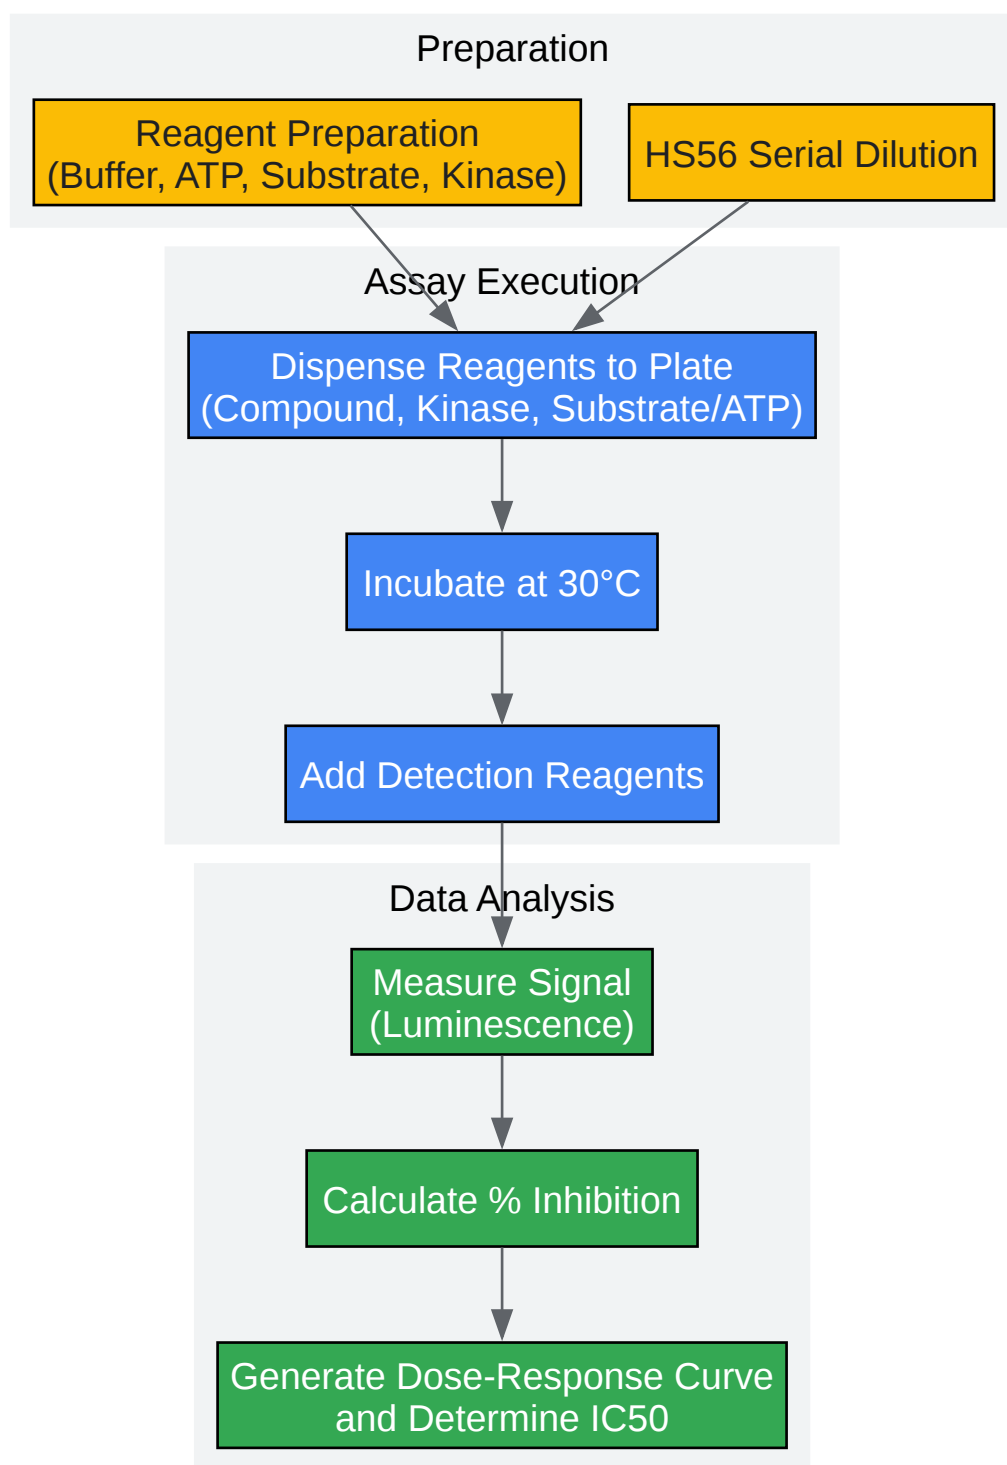 Preparation
Reagent Preparation
(Buffer, ATP, Substrate, Kinase)
HS56 Serial Dilution
Assay Execution
Dispense Reagents to Plate
(Compound, Kinase, Substrate/ATP)
Incubate at 30°C
Add Detection Reagents
Data Analysis
Measure Signal
(Luminescence)
Calculate % Inhibition
Generate Dose-Response Curve
and Determine IC50